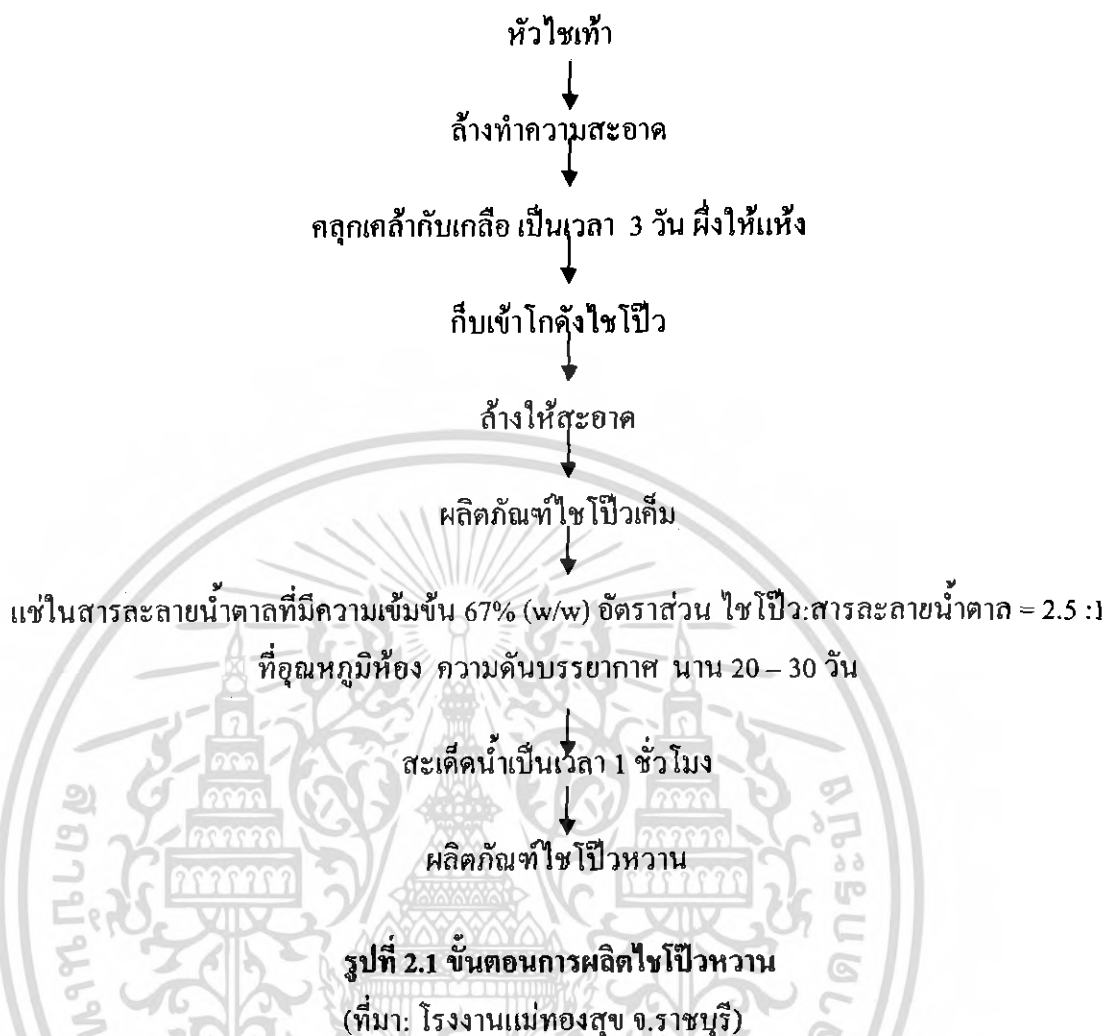 หัวไชเท้า
ล้างทำความสะอาด
คลุกเคล้ากับเกลือ เป็นเวลา 3 วัน ผึ่งให้แห้ง
ก็บเข้าโกดังไชโป๊ว
ล้างให้สะอาด
ผลิตภัณฑ์ไชโป๊วเค็ม
แช่ในสารละลายน้ำตาลที่มีความเข้มข้น 67% (w/w) อัตราส่วน ไชโป๊ว:สารละลายน้ำตาล = 2.5 :1
ที่อุณหภูมิห้อง ความดันบรรยากาศ นาน 20 – 30 วัน
สะเด็ดน้ำเป็นเวลา 1 ชั่วโมง
ผลิตภัณฑ์ไชโป๊วหวาน
รูปที่ 2.1 ขั้นตอนการผลิตไชโป๊วหวาน
(ที่มา: โรงงานแม่ทองสุข จ.ราชบุรี)